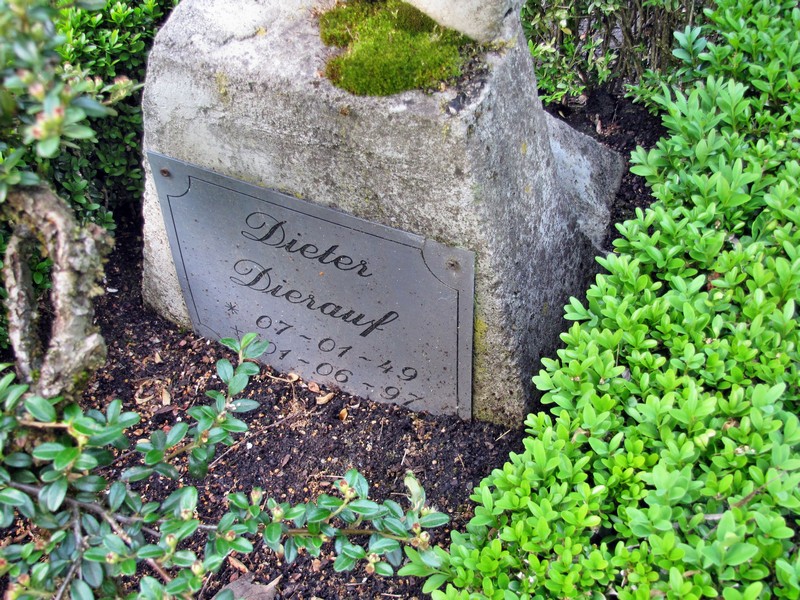 Dieter
Dierauf
* 07-01-49
† 01-06-97